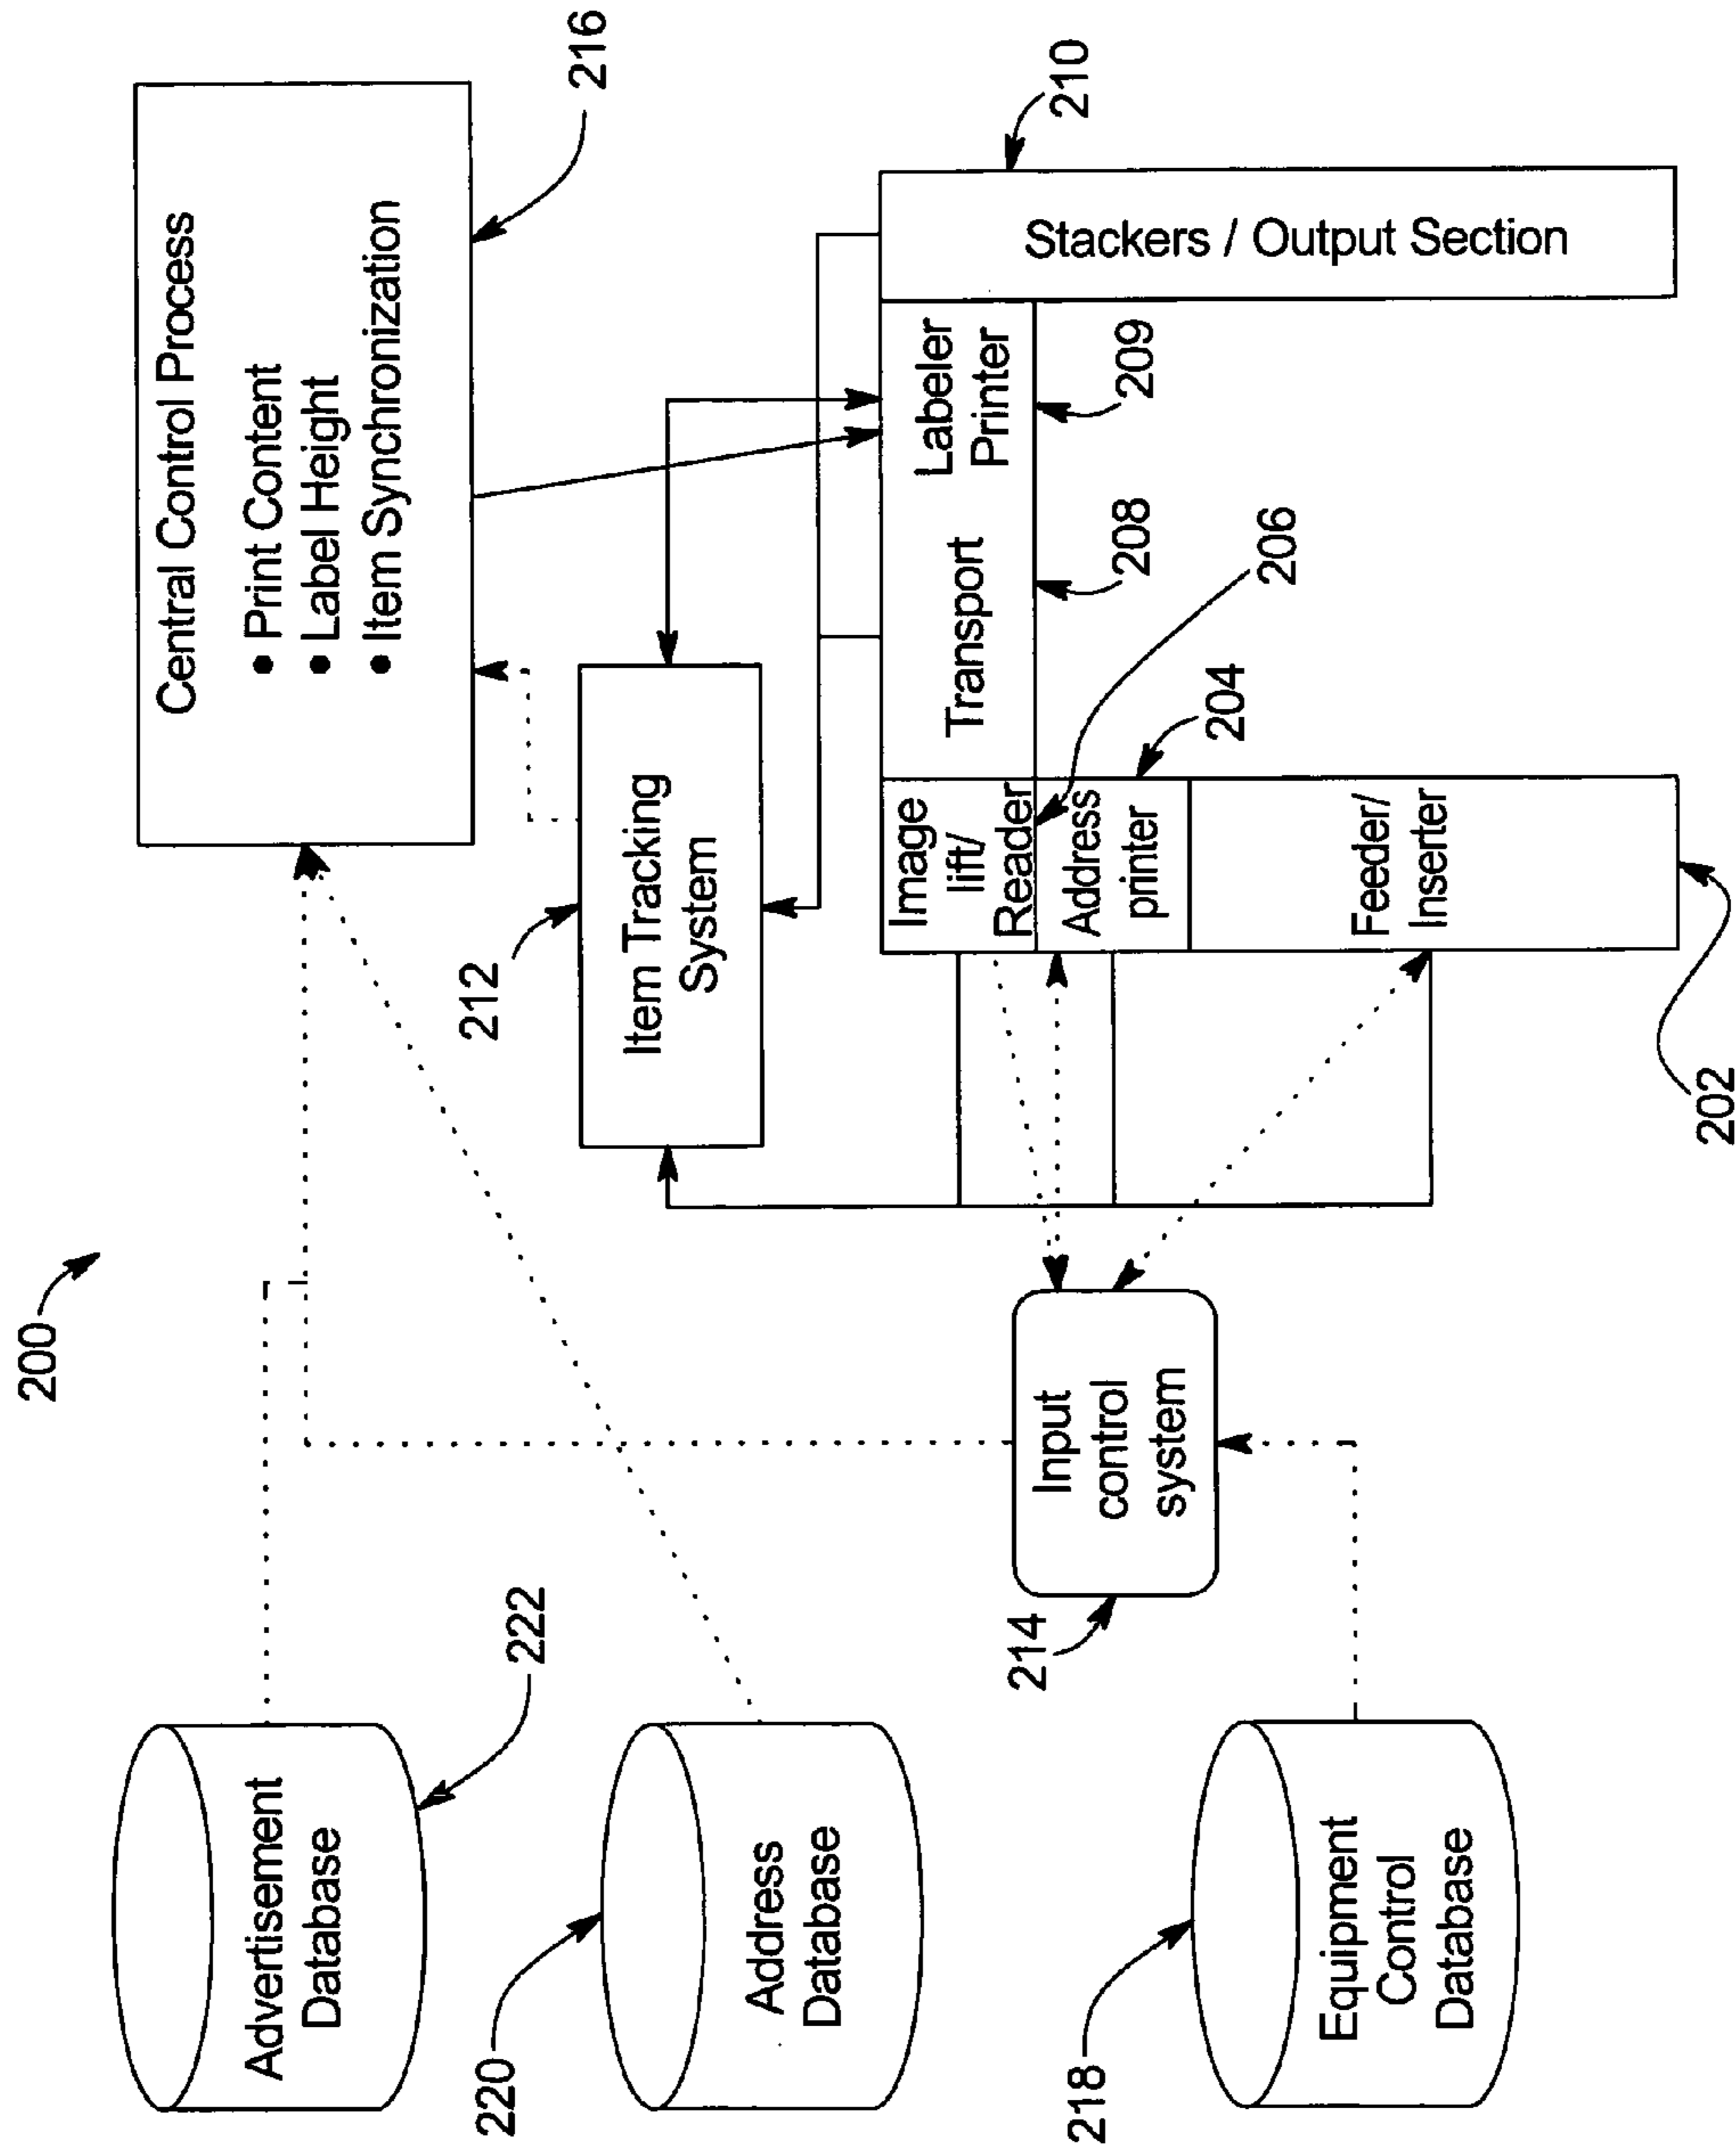 200
Advertisement
Database
222
Address
Database
220
Equipment
Control
Database
218
Input
control
system
214
Central Control Process
● Print Content
● Label Height
● Item Synchronization
216
Item Tracking
System
212
Image
lift/
Reader
206
Address
printer
204
Feeder/
Inserter
202
Transport
208
Labeler
Printer
209
Stackers / Output Section
210